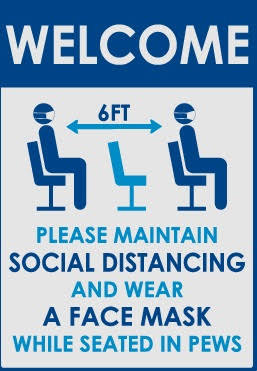 WELCOME
6FT
PLEASE MAINTAIN
SOCIAL DISTANCING
AND WEAR
A FACE MASK
WHILE SEATED IN PEWS